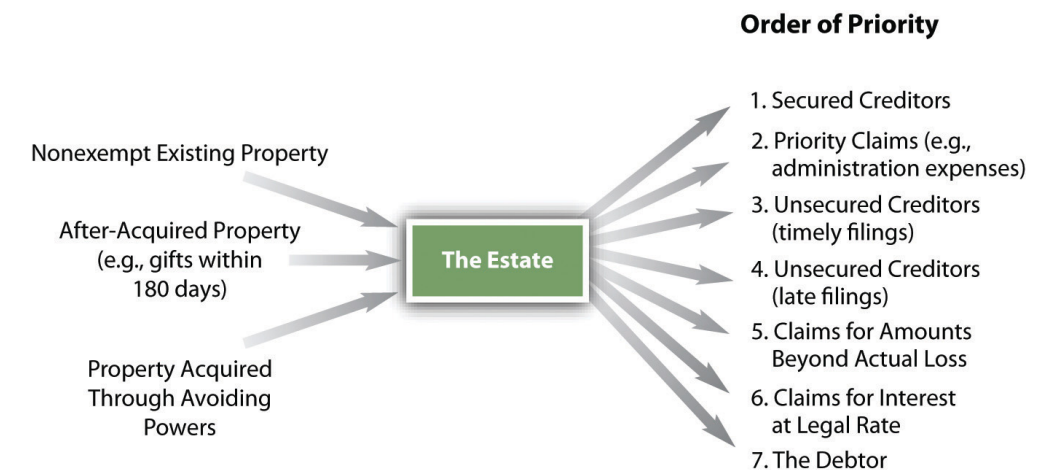 Order of Priority
Nonexempt Existing Property
After-Acquired Property
(e.g., gifts within
180 days)
Property Acquired
Through Avoiding
Powers
The Estate
1. Secured Creditors
2. Priority Claims (e.g.,
administration expenses)
3. Unsecured Creditors
(timely filings)
4. Unsecured Creditors
(late filings)
5. Claims for Amounts
Beyond Actual Loss
6. Claims for Interest
at Legal Rate
7. The Debtor